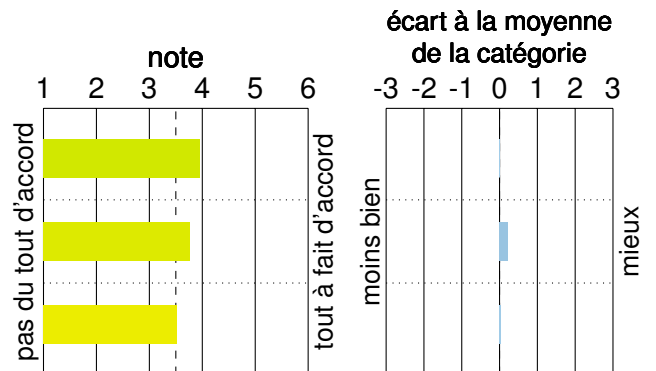 note
1 2 3 4 5 6
pas du tout d'accord
tout à fait d'accord
écart à la moyenne
de la catégorie
-3 -2 -1 0 1 2 3
moins bien
mieux